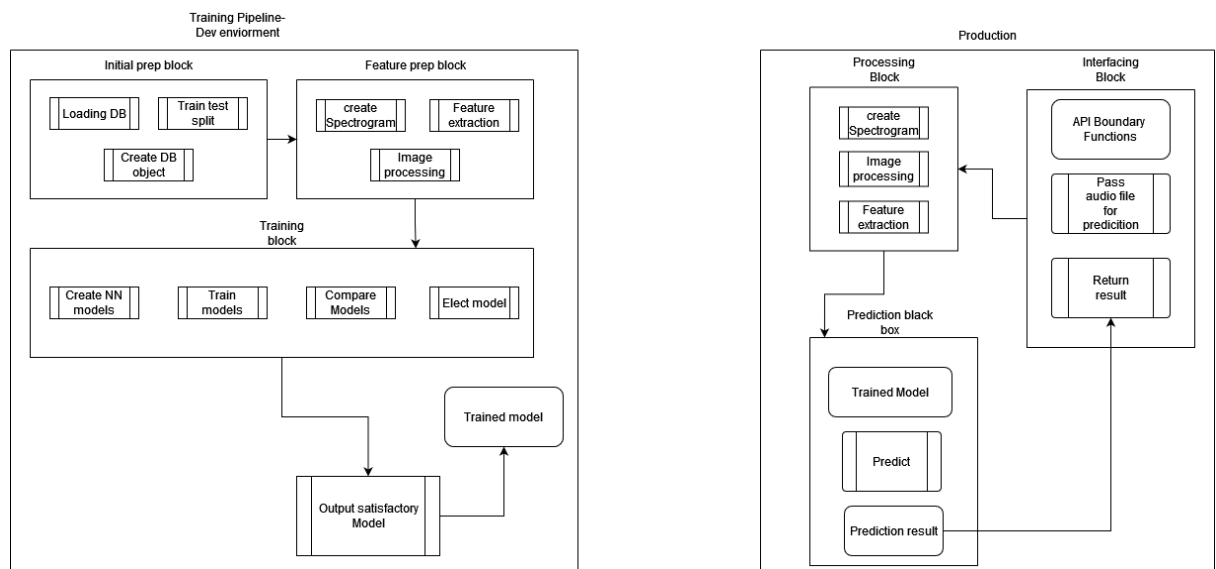 Training Pipeline-
Dev enviorment
Initial prep block
Feature prep block
Loading DB
Train test
split
Create DB
object
create
Spectrogram
Feature
extraction
Image
processing
Training
block
Create NN
models
Train
models
Compare
Models
Elect model
Trained model
Output satisfactory
Model
Production
Processing
Block
Interfacing
Block
create
Spectrogram
Image
processing
Feature
extraction
API Boundary
Functions
Pass
audio file
for
predicition
Return
result
Prediction black
box
Trained Model
Predict
Prediction result